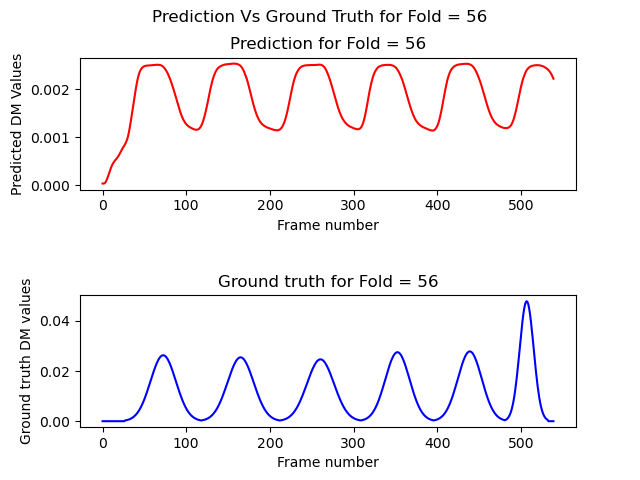 Prediction Vs Ground Truth for Fold = 56
Prediction for Fold = 56
Predicted DM Values
0.002
0.001
0.000
0 100 200 300 400 500
Frame number
Ground truth for Fold = 56
Ground truth DM values
0.04
0.02
0.00
0 100 200 300 400 500
Frame number